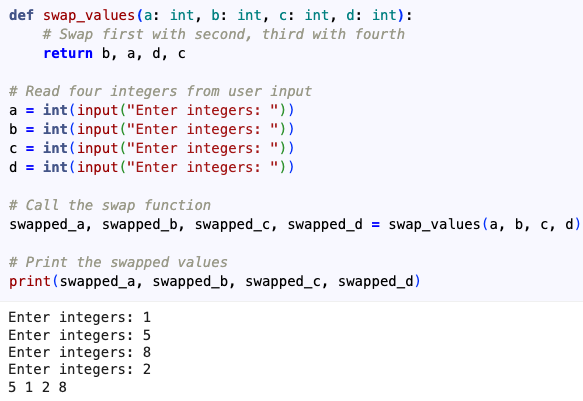 def swap_values(a: int, b: int, c: int, d: int):
    # Swap first with second, third with fourth
    return b, a, d, c

# Read four integers from user input
a = int(input("Enter integers: "))
b = int(input("Enter integers: "))
c = int(input("Enter integers: "))
d = int(input("Enter integers: "))

# Call the swap function
swapped_a, swapped_b, swapped_c, swapped_d = swap_values(a, b, c, d)

# Print the swapped values
print(swapped_a, swapped_b, swapped_c, swapped_d)

Enter integers: 1
Enter integers: 5
Enter integers: 8
Enter integers: 2
5 1 2 8